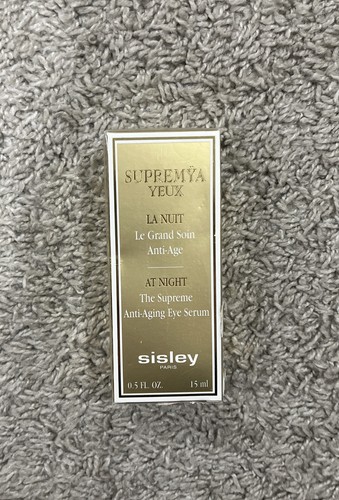 SUPREMŸA
YEUX
LA NUIT
Le Grand Soin
Anti-Age
AT NIGHT
The Supreme
Anti-Aging Eye Serum
sisley
PARIS
0.5 FL. OZ. 15 ml